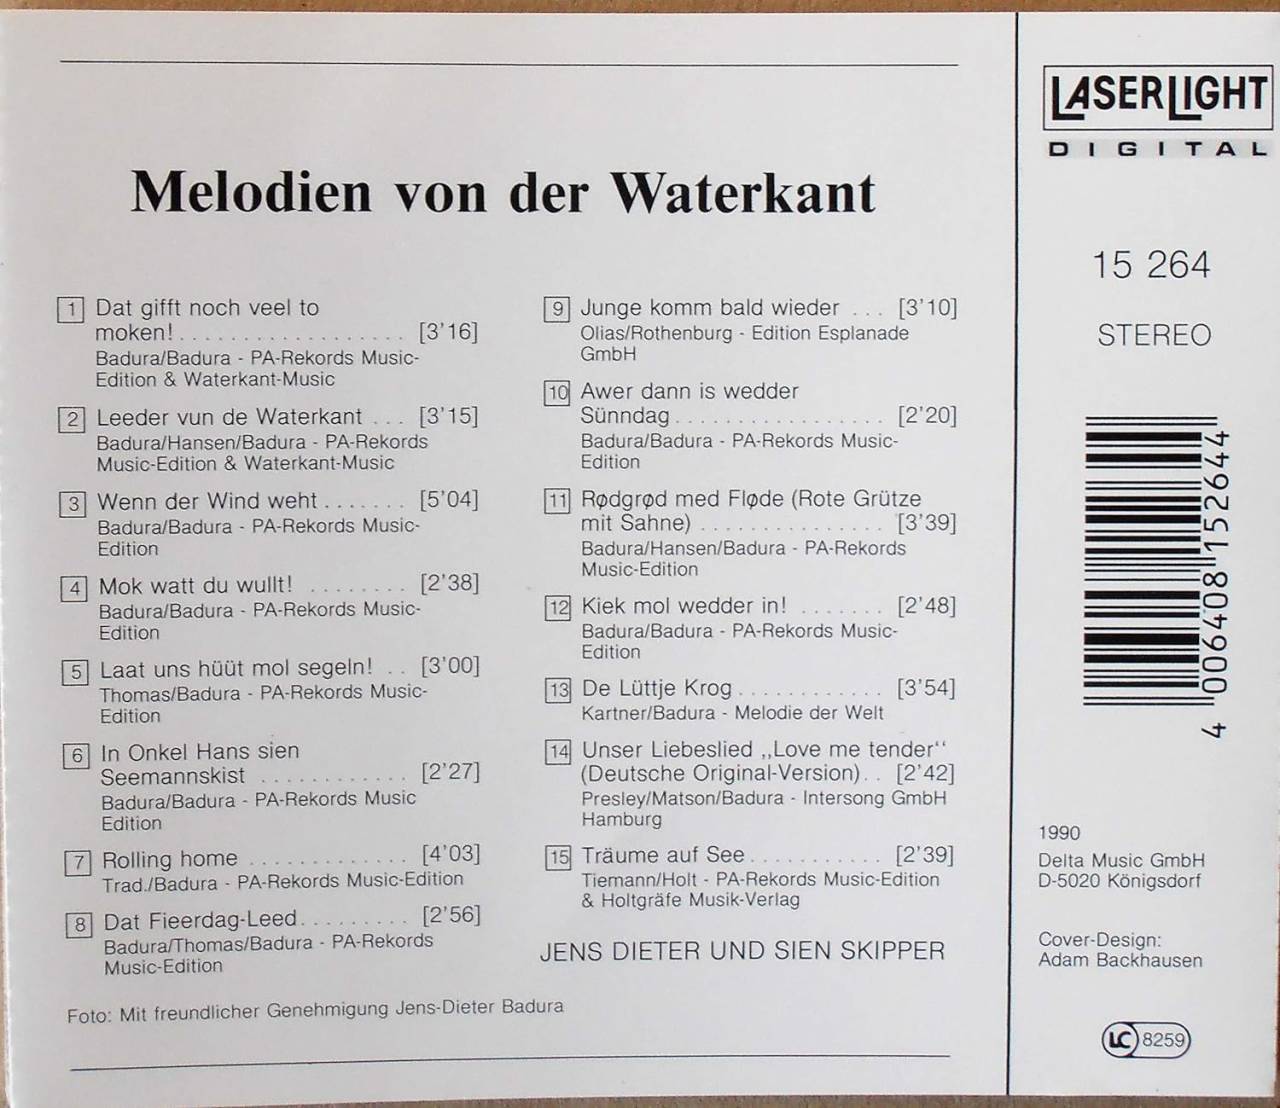 Melodien von der Waterkant
1 Dat gifft noch veel to
moken!. . . . . . . . . . . . . . . . . . [3'16]
Badura/Badura - PA-Rekords Music-
Edition & Waterkant-Music
2 Leeder vun de Waterkant . . . [3'15]
Badura/Hansen/Badura - PA-Rekords
Music-Edition & Waterkant-Music
3 Wenn der Wind weht . . . . . . . [5'04]
Badura/Badura - PA-Rekords Music-
Edition
4 Mok watt du wullt! . . . . . . . . [2'38]
Badura/Badura - PA-Rekords Music-
Edition
5 Laat uns hüüt mol segeln! . . [3'00]
Thomas/Badura - PA-Rekords Music-
Edition
6 In Onkel Hans sien
Seemannskist . . . . . . . . . . . . [2'27]
Badura/Badura - PA-Rekords Music
Edition
7 Rolling home . . . . . . . . . . . . . [4'03]
Trad./Badura - PA-Rekords Music-Edition
8 Dat Fieerdag-Leed. . . . . . . . . [2'56]
Badura/Thomas/Badura - PA-Rekords
Music-Edition
Foto: Mit freundlicher Genehmigung Jens-Dieter Badura
9 Junge komm bald wieder . . . [3'10]
Olias/Rothenburg - Edition Esplanade
GmbH
10 Awer dann is wedder
Sünndag. . . . . . . . . . . . . . . . . [2'20]
Badura/Badura - PA-Rekords Music-
Edition
11 Rødgrød med Fløde (Rote Grütze
mit Sahne) . . . . . . . . . . . . . . . [3'39]
Badura/Hansen/Badura - PA-Rekords
Music-Edition
12 Kiek mol wedder in! . . . . . . . [2'48]
Badura/Badura - PA-Rekords Music-
Edition
13 De Lüttje Krog . . . . . . . . . . . . [3'54]
Kartner/Badura - Melodie der Welt
14 Unser Liebeslied „Love me tender“
(Deutsche Original-Version). . [2'42]
Presley/Matson/Badura - Intersong GmbH
Hamburg
15 Träume auf See . . . . . . . . . . . [2'39]
Tiemann/Holt - PA-Rekords Music-Edition
& Holtgräfe Musik-Verlag
JENS DIETER UND SIEN SKIPPER
LASERLIGHT
DIGITAL
15 264
STEREO
4 006408 152644
1990
Delta Music GmbH
D-5020 Königsdorf
Cover-Design:
Adam Backhausen
LC 8259